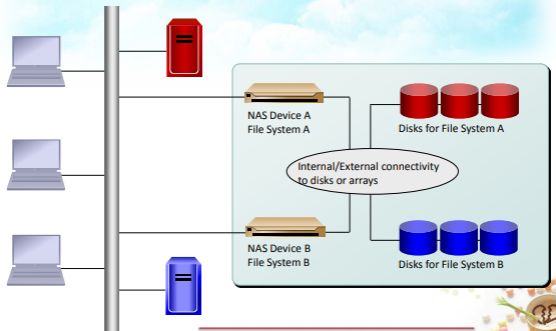 NAS Device A
File System A
Disks for File System A
Internal/External connectivity
to disks or arrays
NAS Device B
File System B
Disks for File System B